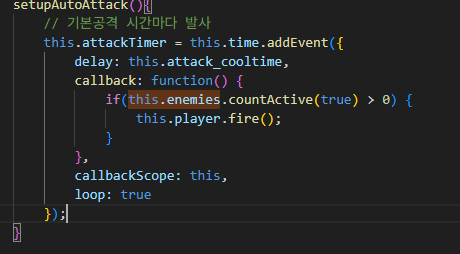 setupAutoAttack(){
// 기본공격 시간마다 발사
this.attackTimer = this.time.addEvent({
delay: this.attack_cooltime,
callback: function() {
if(this.enemies.countActive(true) > 0) {
this.player.fire();
}
},
callbackScope: this,
loop: true
});
}